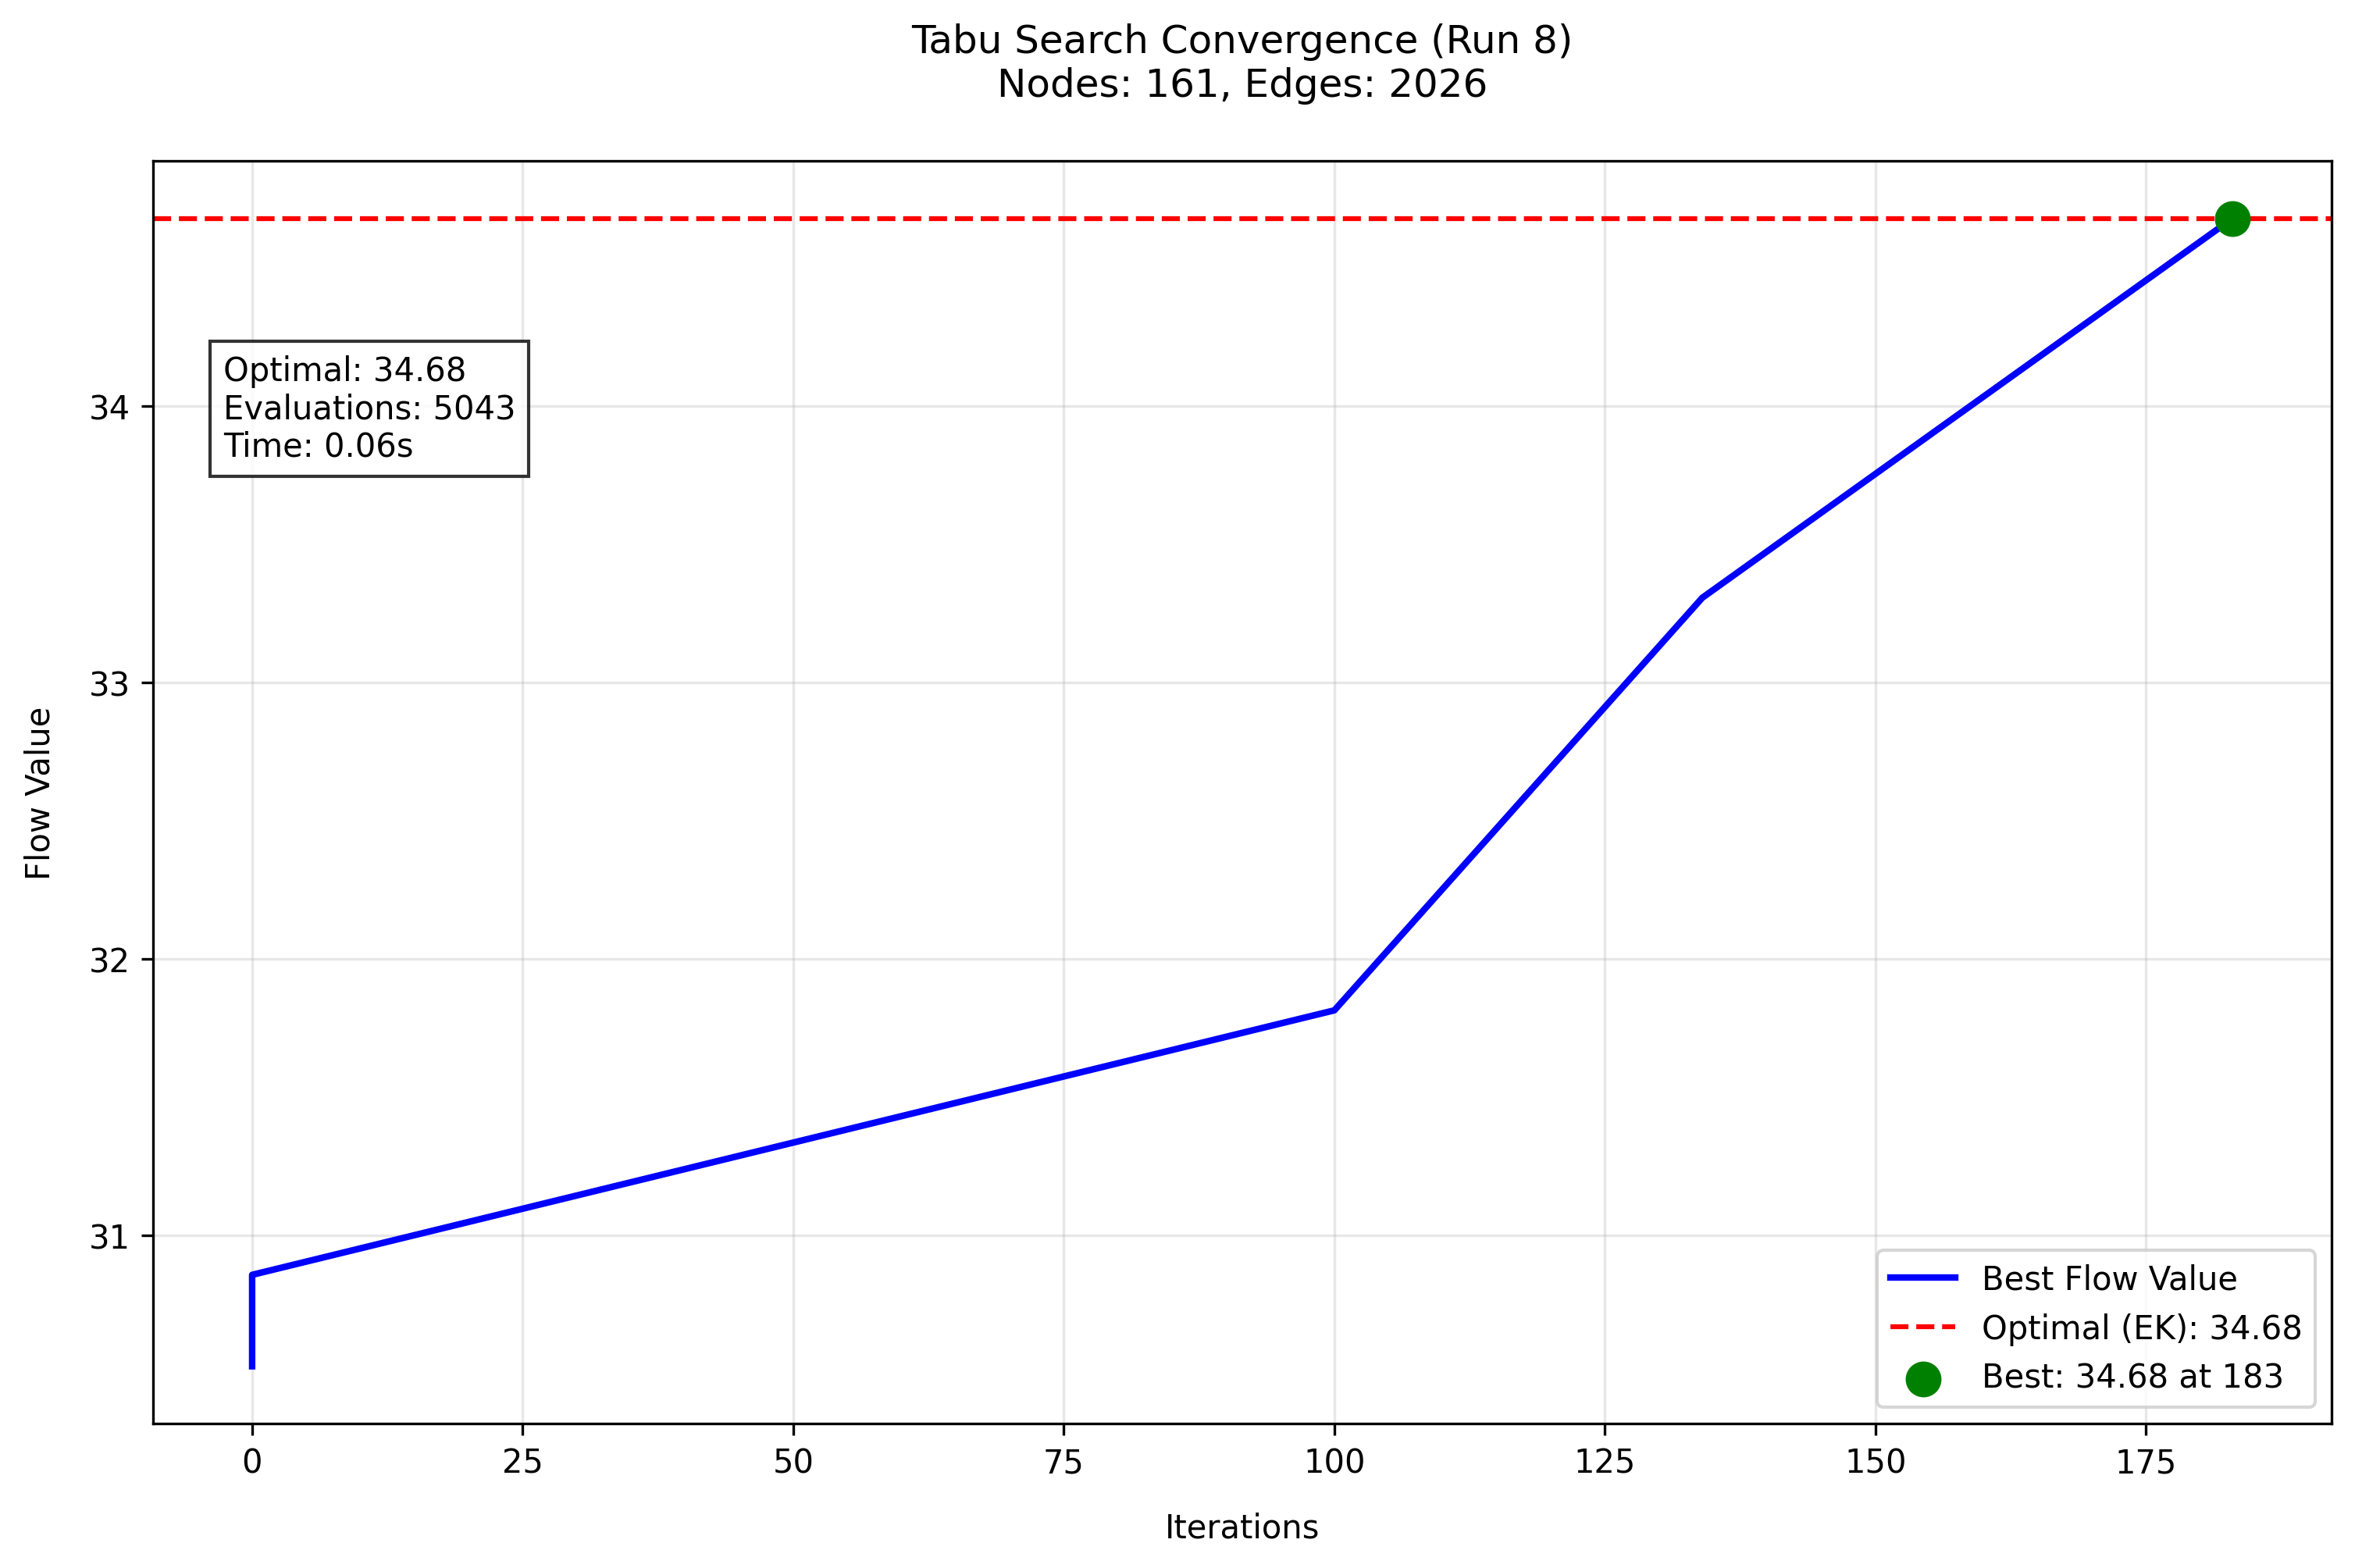 Tabu Search Convergence (Run 8)
Nodes: 161, Edges: 2026
Optimal: 34.68
Evaluations: 5043
Time: 0.06s
Flow Value
34
33
32
31
0
25
50
75
100
125
150
175
Iterations
Best Flow Value
Optimal (EK): 34.68
Best: 34.68 at 183